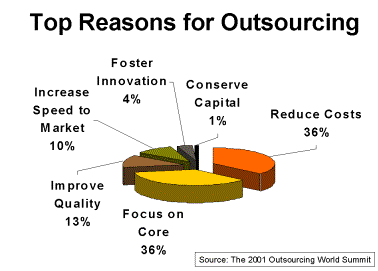 Top Reasons for Outsourcing
Foster
Innovation
4%
Conserve
Capital
1%
Increase
Speed to
Market
10%
Reduce Costs
36%
Improve
Quality
13%
Focus on
Core
36%
Source: The 2001 Outsourcing World Summit